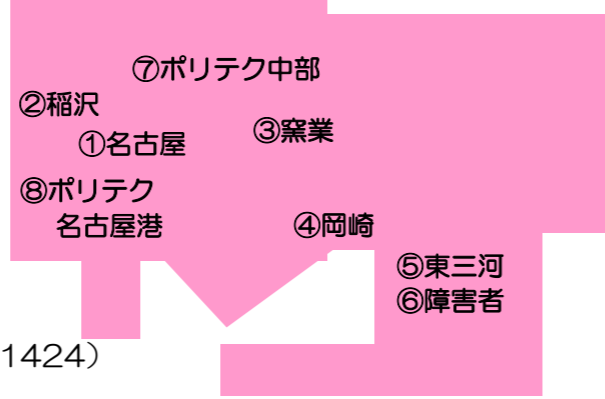 ⑦ポリテク中部
②稲沢
①名古屋
③窯業
⑧ポリテク
名古屋港
④岡崎
⑤東三河
⑥障害者
1424）